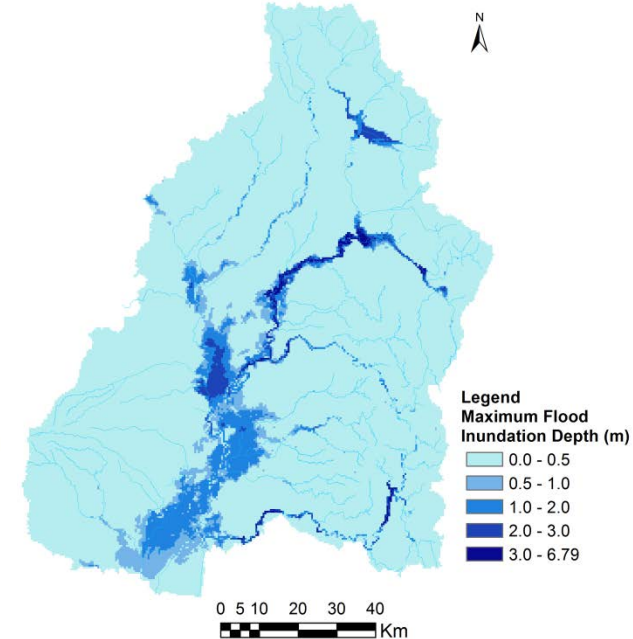 N
Legend
Maximum Flood
Inundation Depth (m)
0.0 - 0.5
0.5 - 1.0
1.0 - 2.0
2.0 - 3.0
3.0 - 6.79
0 5 10 20 30 40
Km